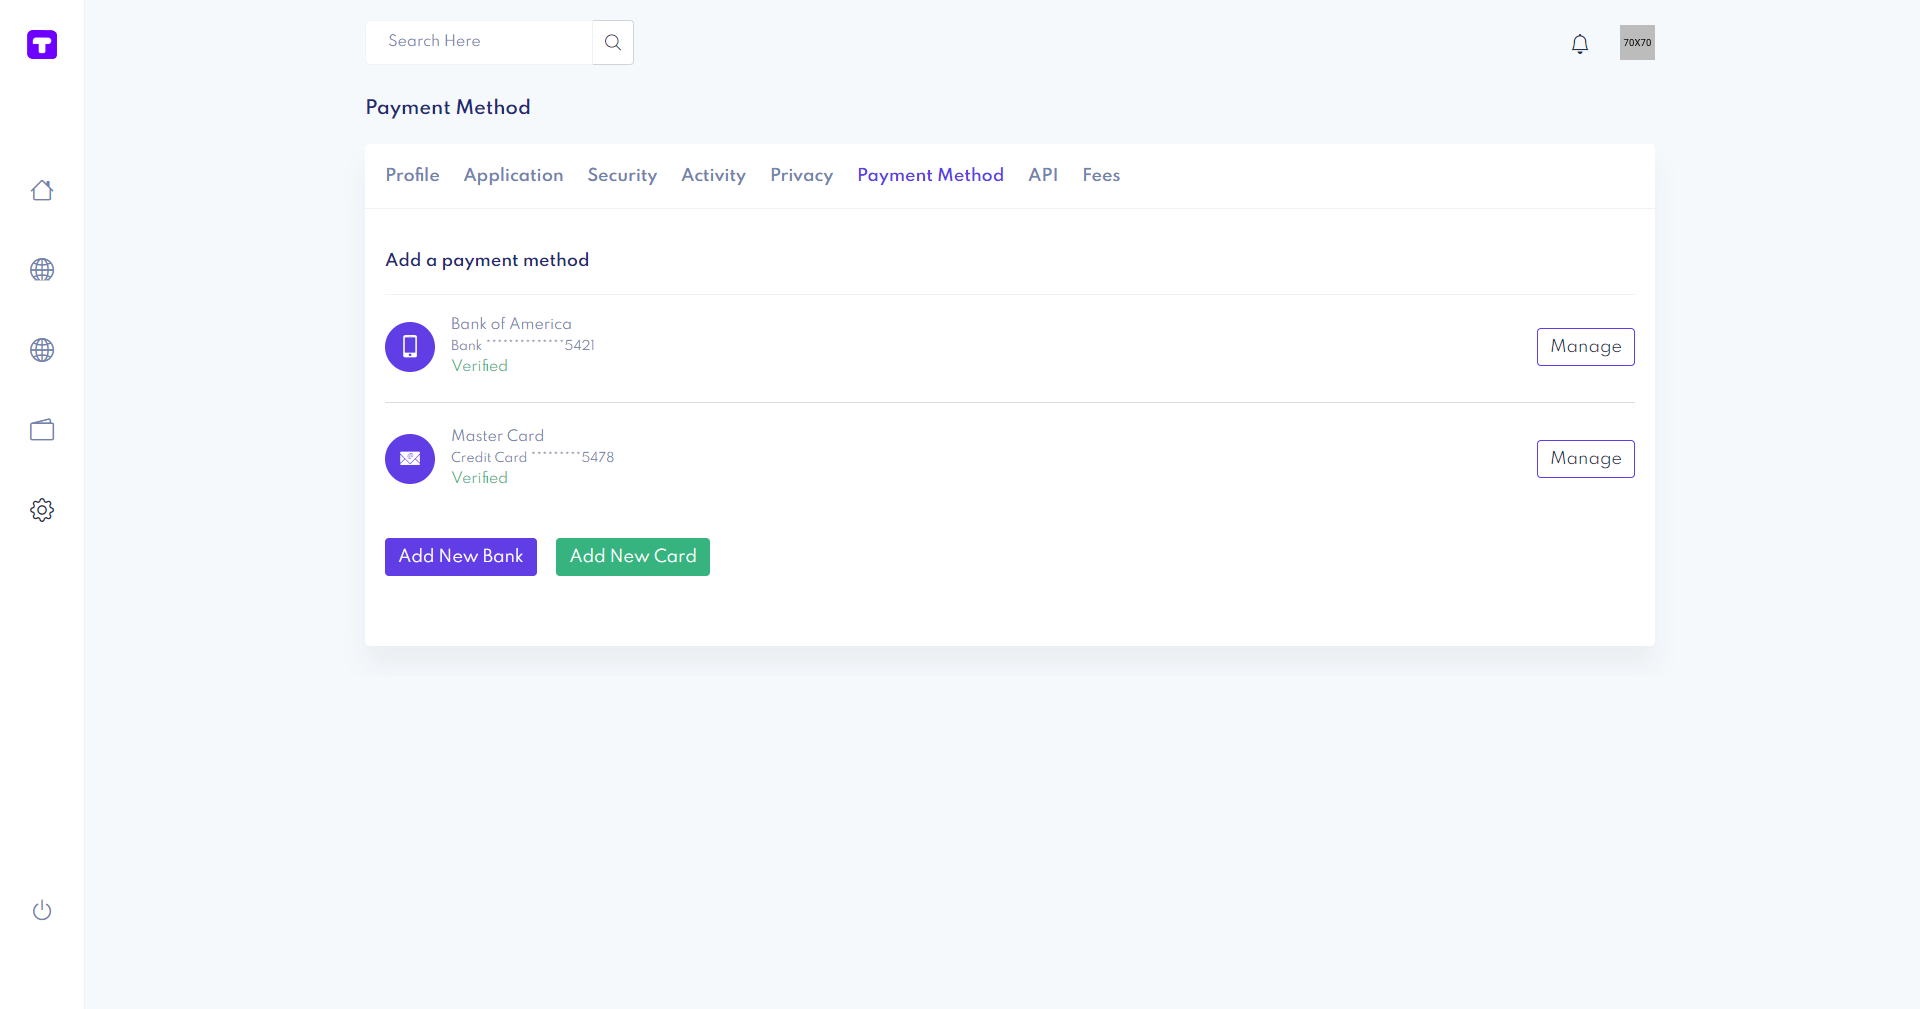 Search Here
70X70
Payment Method
Profile Application Security Activity Privacy Payment Method API Fees
Add a payment method
Bank of America
Bank **************5421
Verified
Manage
Master Card
Credit Card *********5478
Verified
Manage
Add New Bank Add New Card